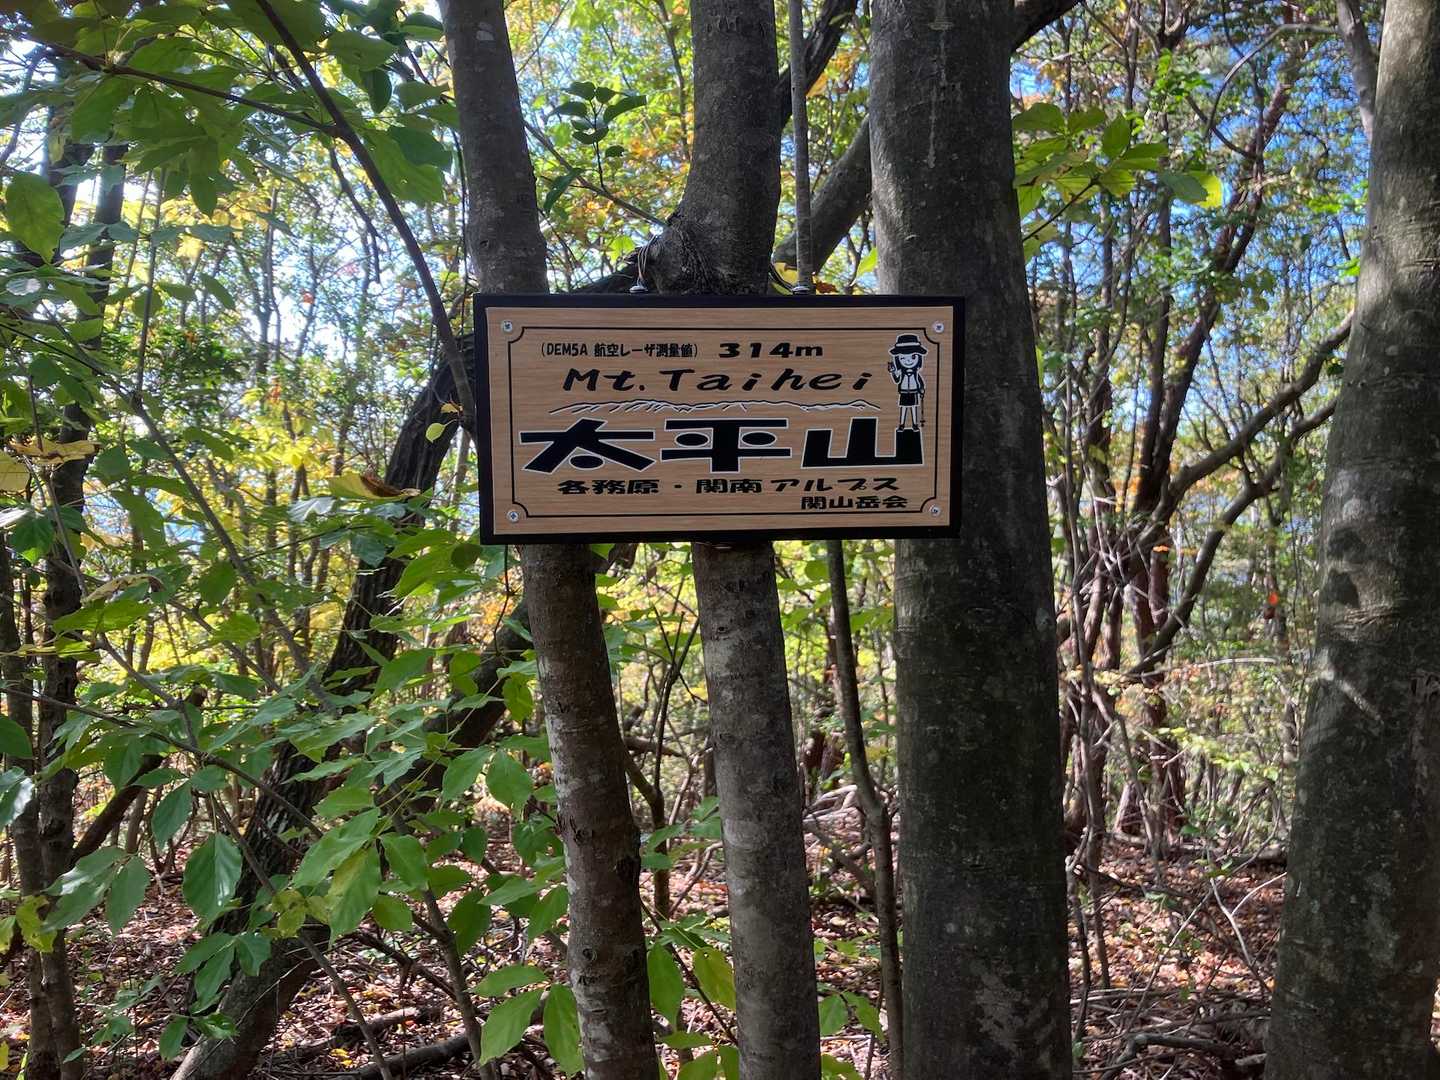 (DEM5A 航空レーザ測量値) 314m
Mt. Taihei
太平山
各務原・関南アルプス
関山岳会